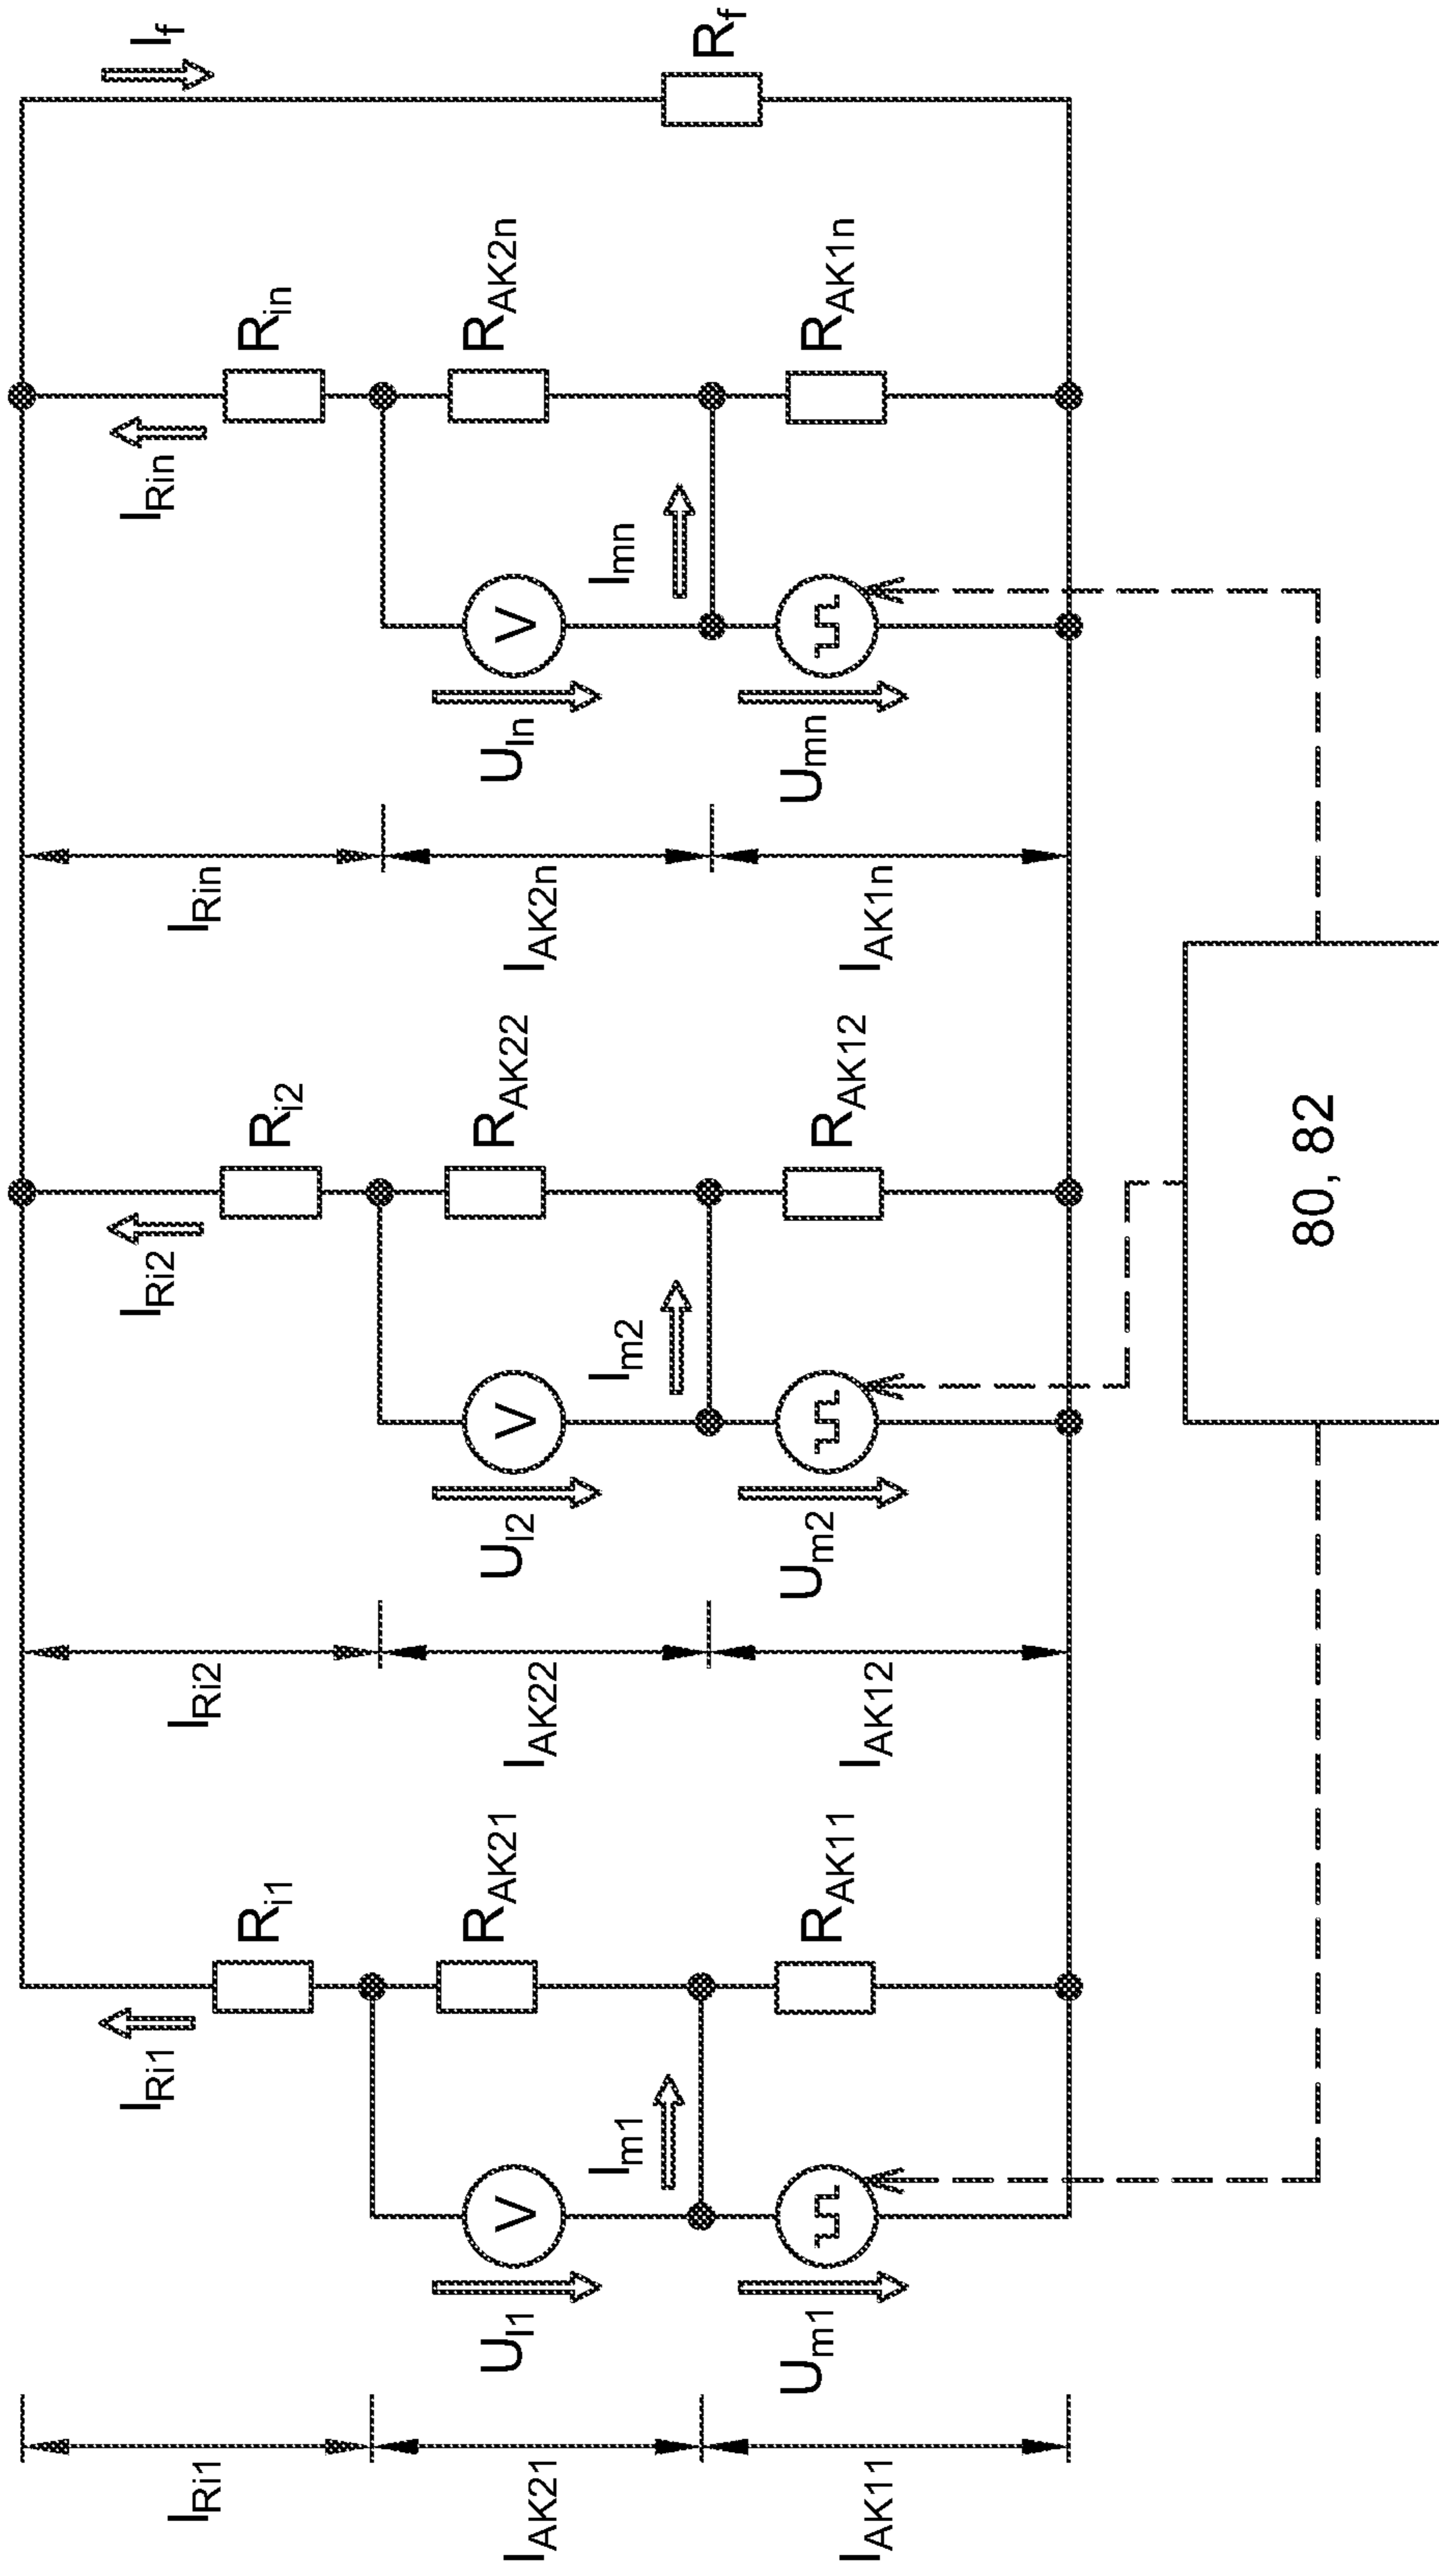 I_Ri1
I_Ri2
I_Rin
I_f
I_Ri1
I_Ri2
I_Rin
R_i1
R_i2
R_in
U_I1
R_AK21
U_I2
R_AK22
U_In
R_AK2n
I_AK21
V
I_AK22
V
I_AK2n
V
I_m1
I_m2
I_mn
R_f
U_m1
R_AK11
U_m2
R_AK12
U_mn
R_AK1n
I_AK11
I_AK12
I_AK1n
80, 82